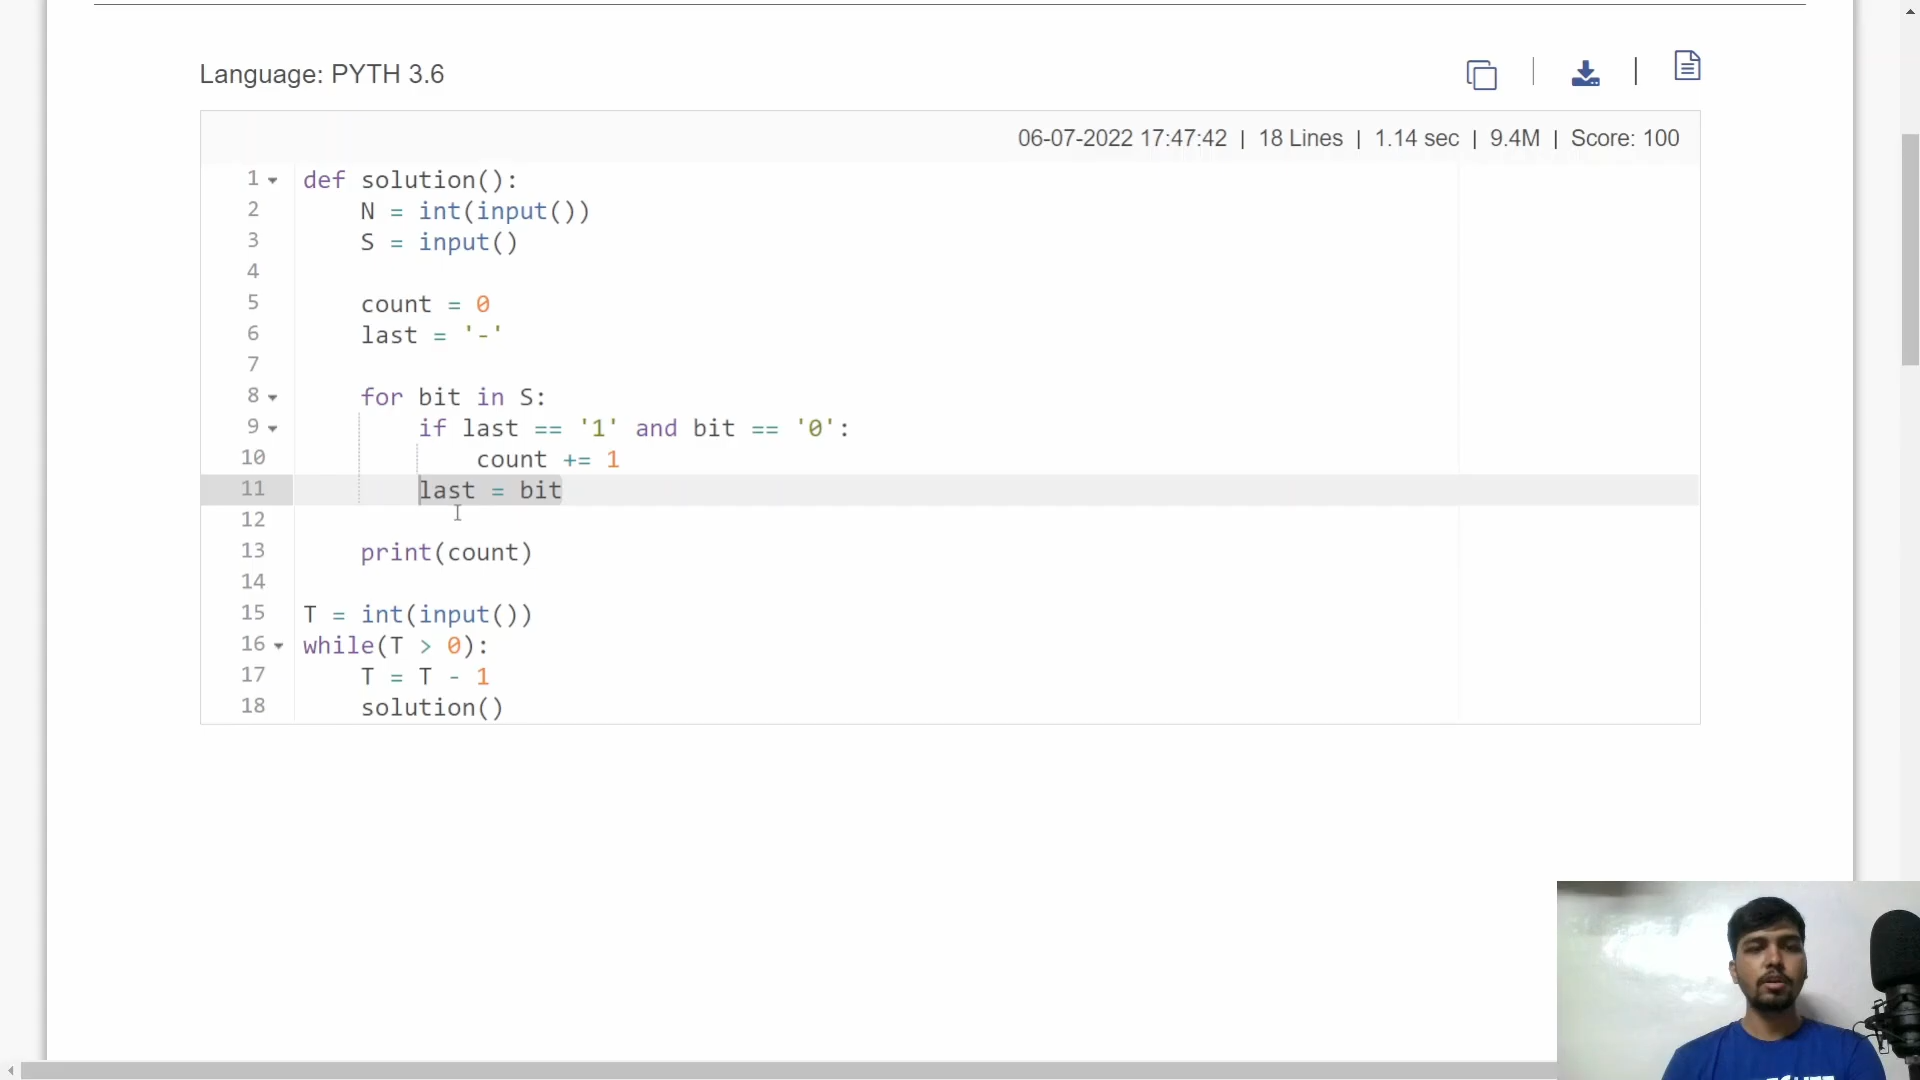 Language: PYTH 3.6
06-07-2022 17:47:42 | 18 Lines | 1.14 sec | 9.4M | Score: 100
1 def solution():
2     N = int(input())
3     S = input()
4
5     count = 0
6     last = '-'
7
8     for bit in S:
9         if last == '1' and bit == '0':
10             count += 1
11         last = bit
12
13     print(count)
14
15 T = int(input())
16 while(T > 0):
17     T = T - 1
18     solution()